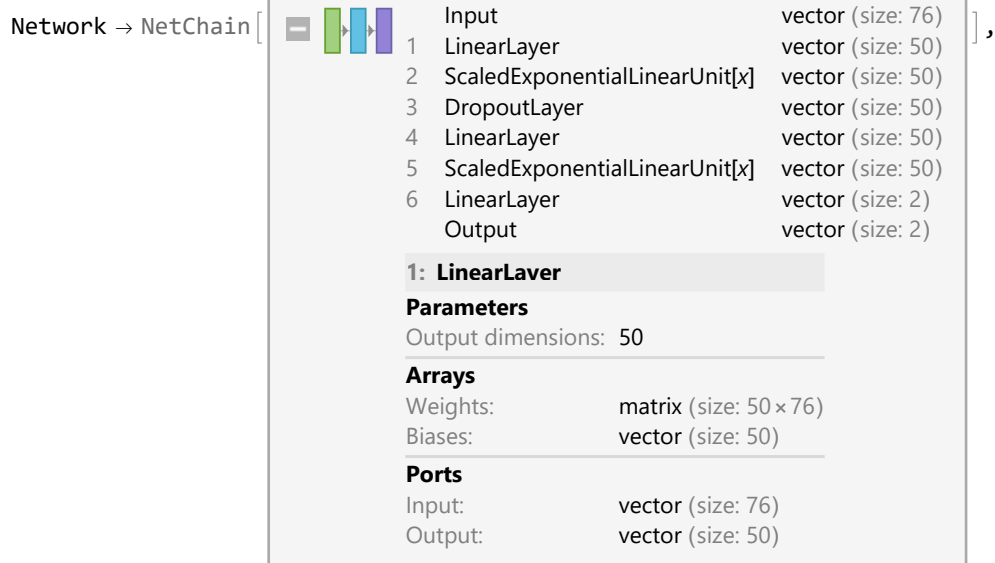 Network → NetChain[
Input vector (size: 76)
1 LinearLayer vector (size: 50)
2 ScaledExponentialLinearUnit[x] vector (size: 50)
3 DropoutLayer vector (size: 50)
4 LinearLayer vector (size: 50)
5 ScaledExponentialLinearUnit[x] vector (size: 50)
6 LinearLayer vector (size: 2)
Output vector (size: 2)
],
1: LinearLaver
Parameters
Output dimensions: 50
Arrays
Weights: matrix (size: 50×76)
Biases: vector (size: 50)
Ports
Input: vector (size: 76)
Output: vector (size: 50)